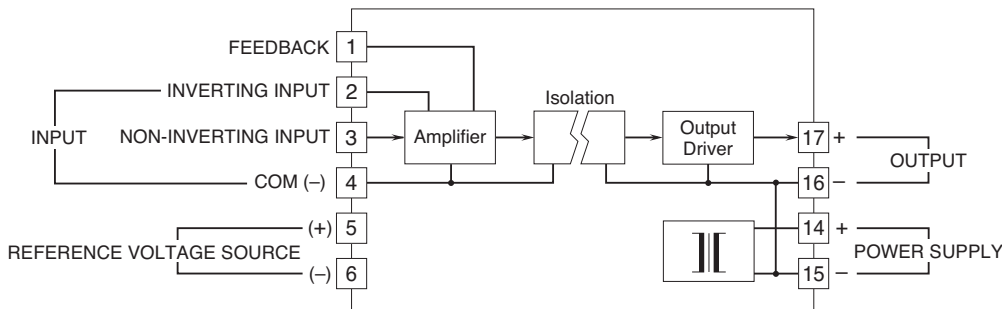 FEEDBACK 1
INVERTING INPUT 2
Isolation
INPUT
NON-INVERTING INPUT 3
Amplifier
Output
Driver
17 +
OUTPUT
COM (–) 4
16 –
(+) 5
14 +
REFERENCE VOLTAGE SOURCE
POWER SUPPLY
(–) 6
15 –